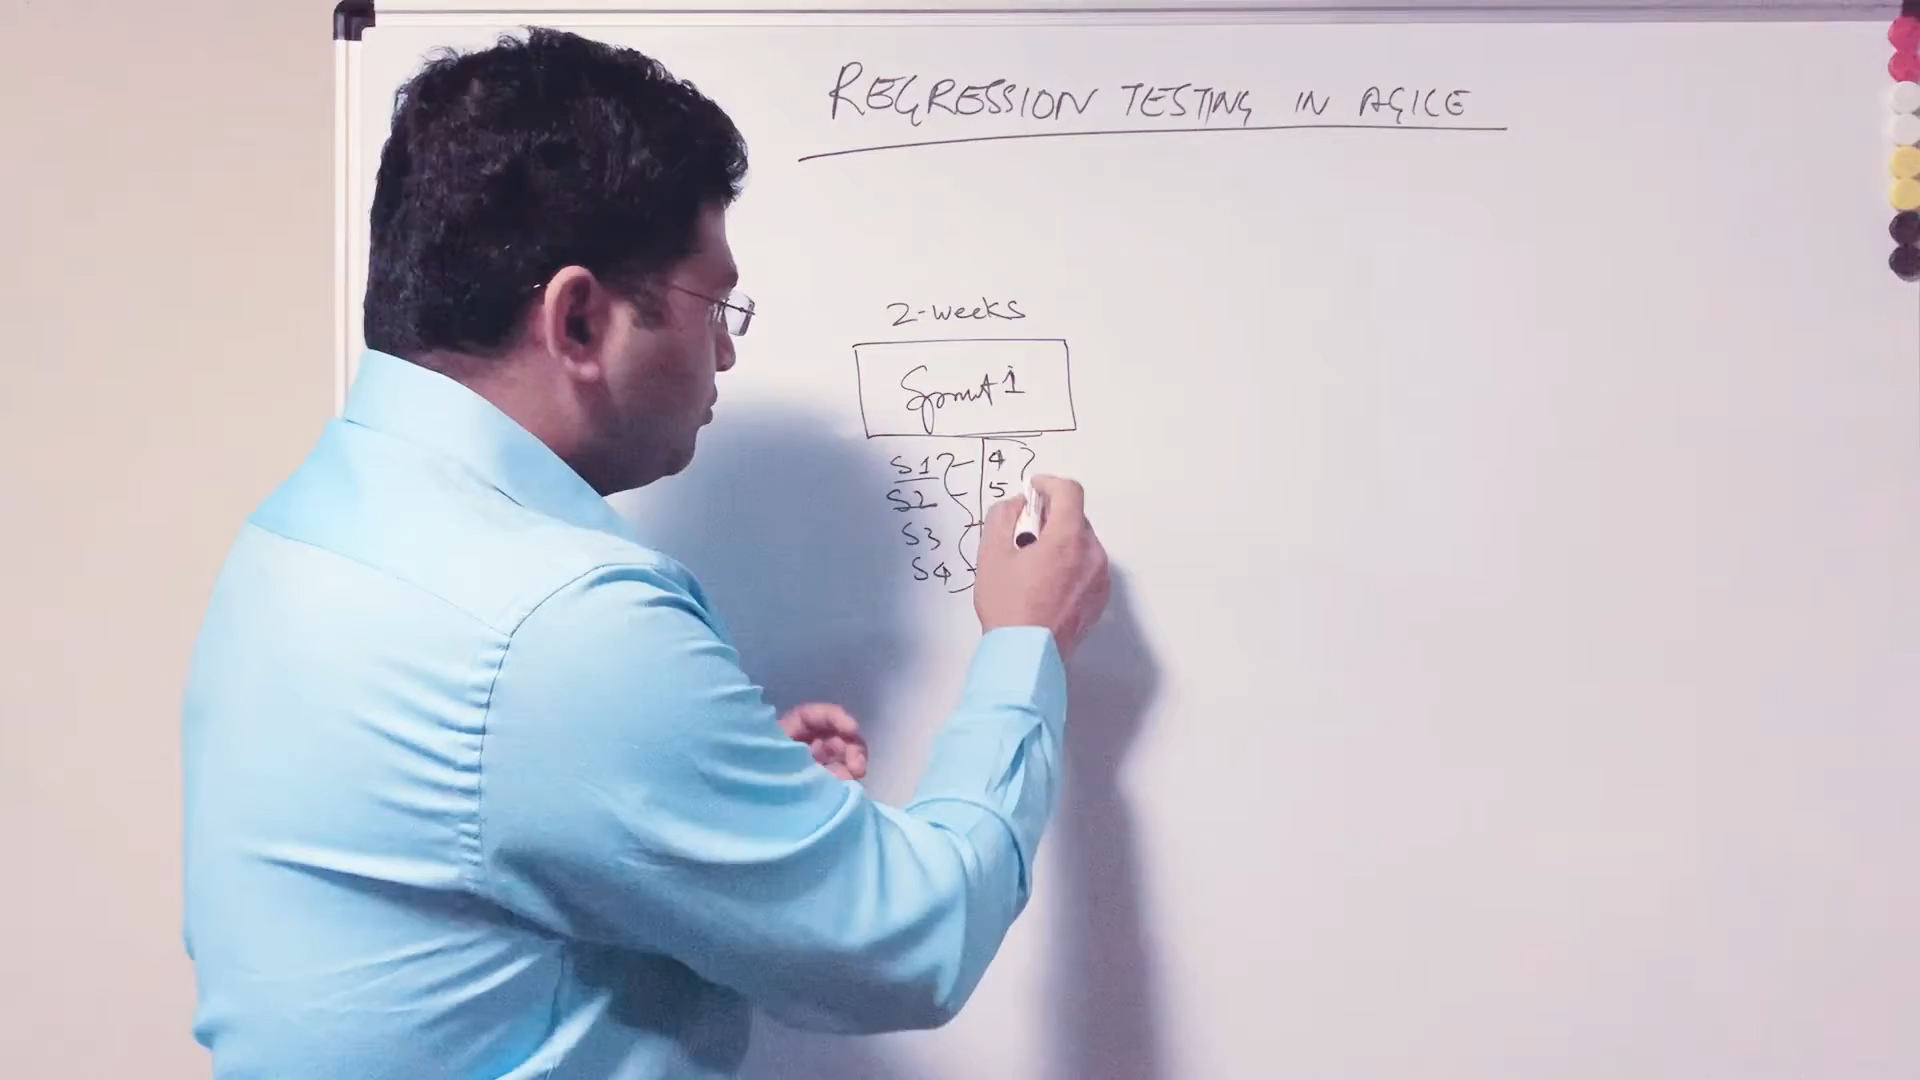 REGRESSION TESTING IN AGILE
2-weeks
Sprint 1
S1 - 4
S2 - 5
S3
S4